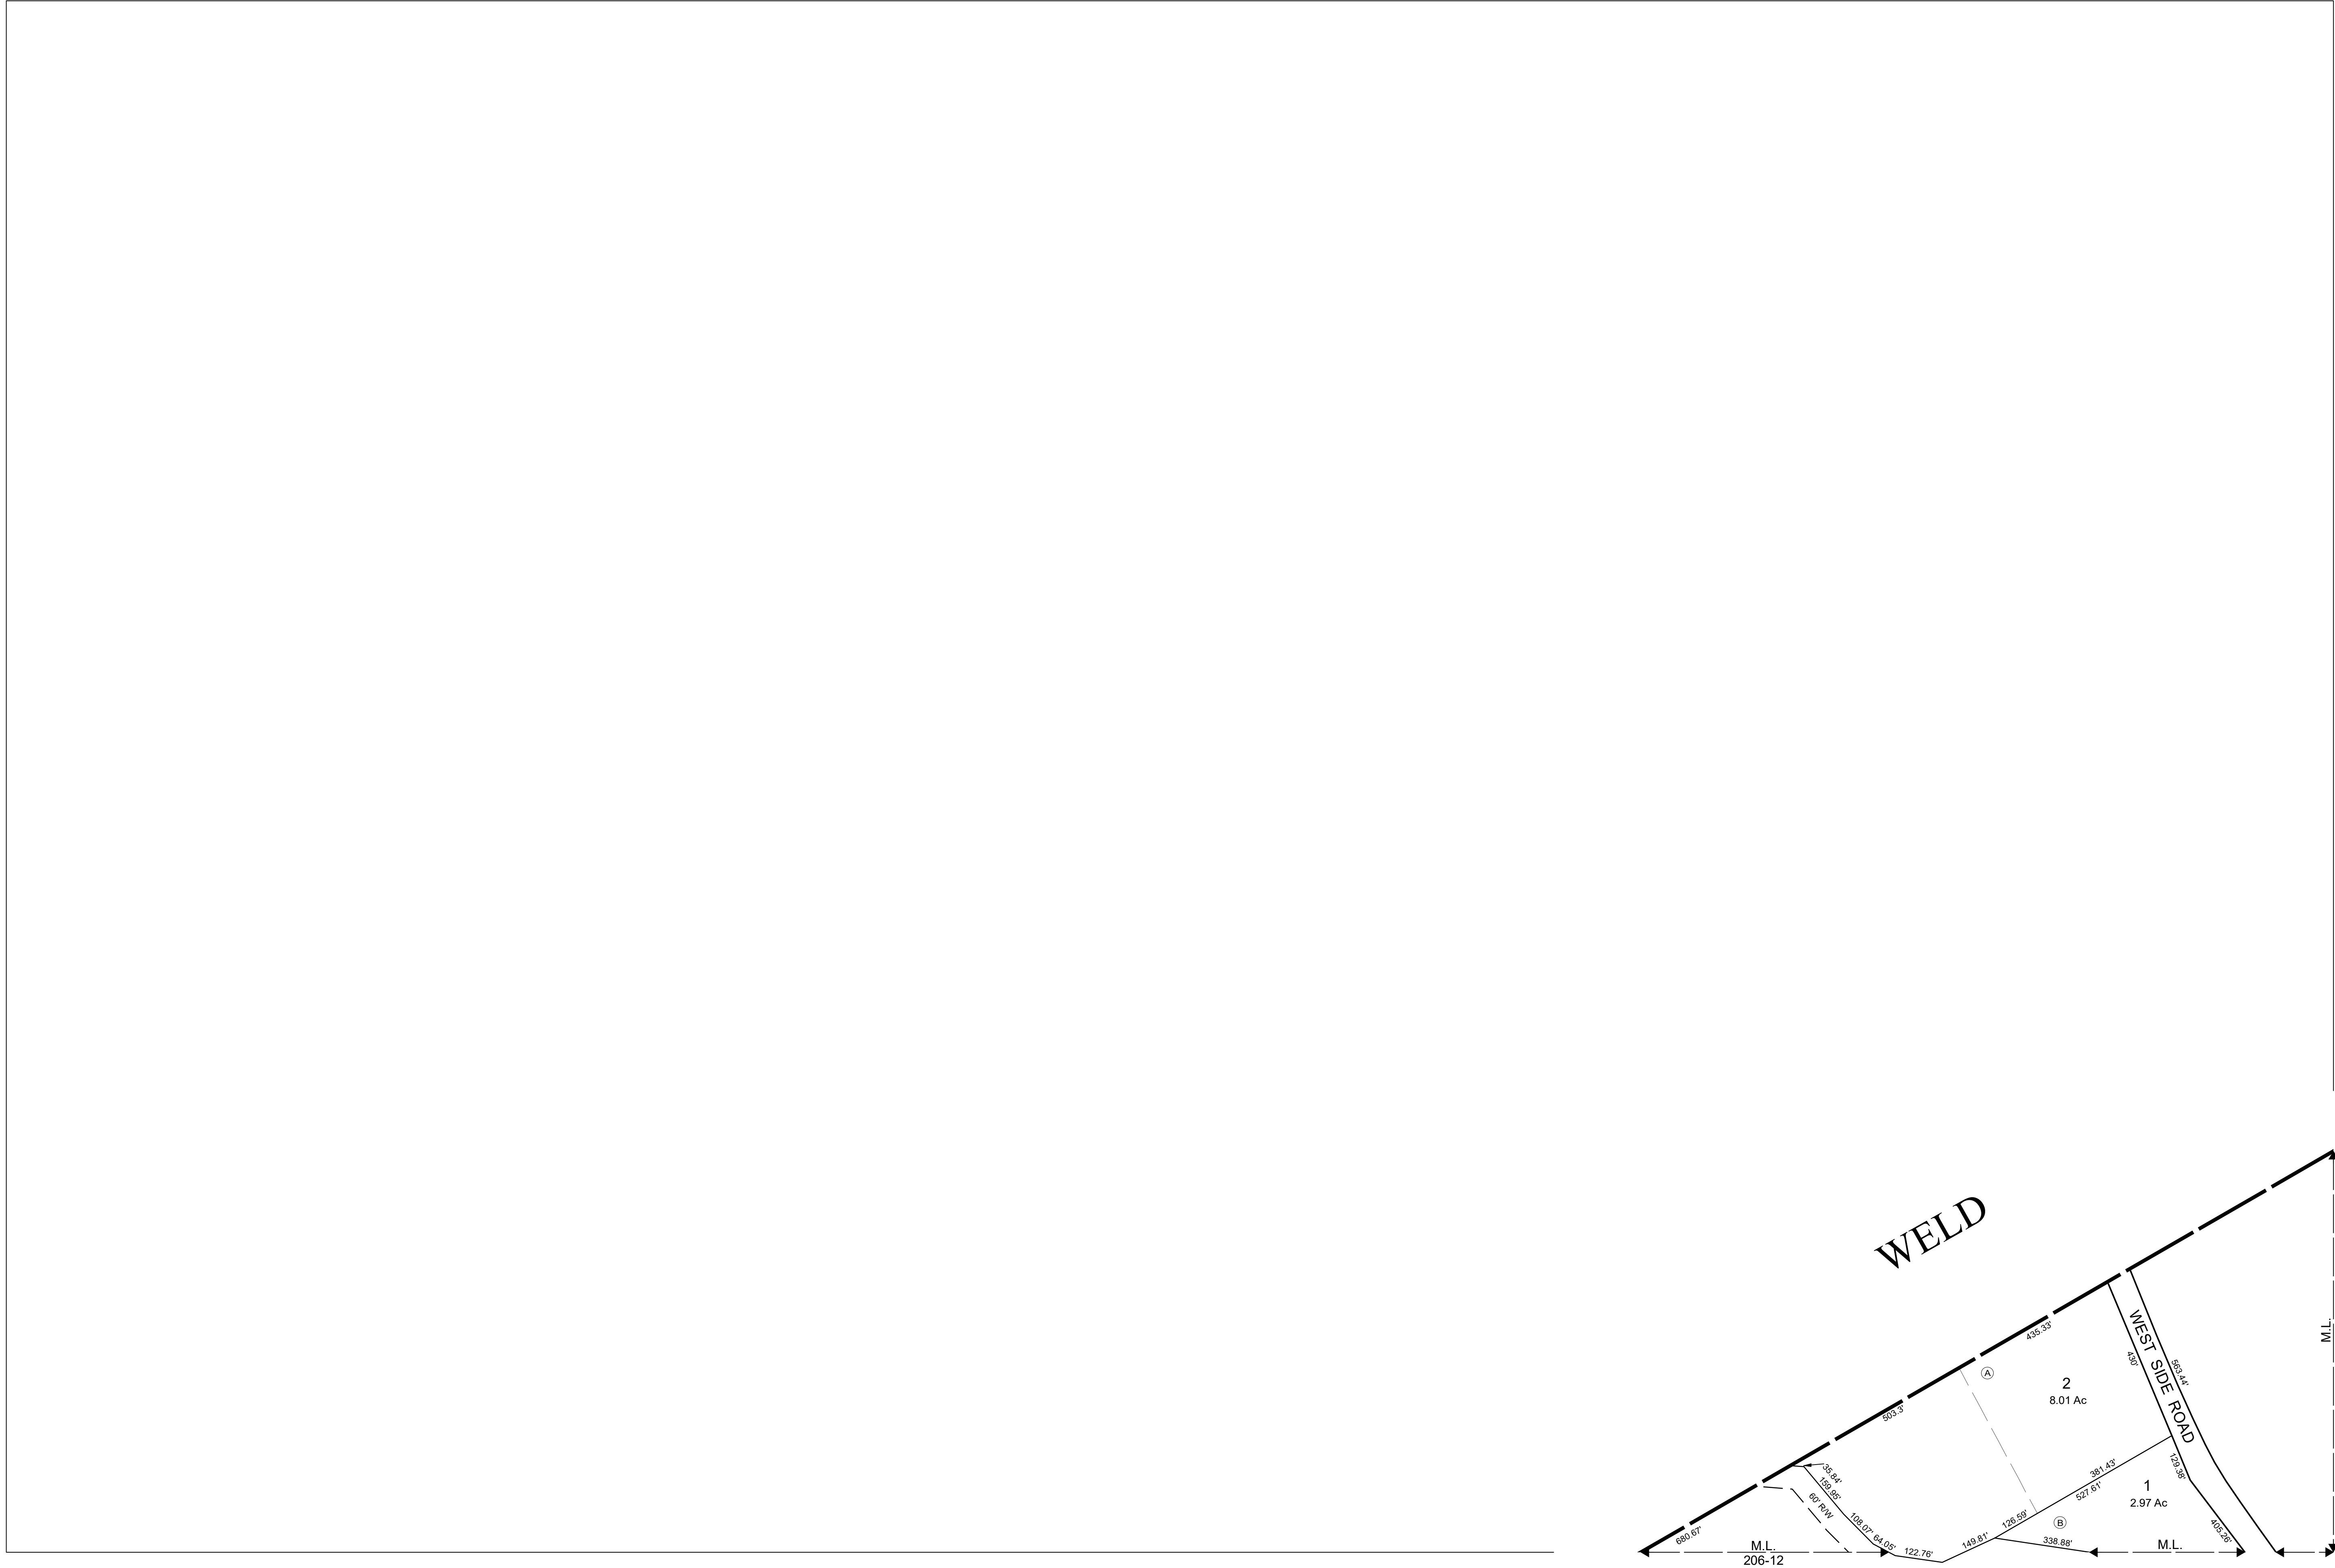 WELD
435.33'
M.L.
WEST SIDE ROAD
430'
563.44'
A
2
8.01 Ac
503.3'
35.84'
159.95'
60' R/W
381.43'
527.61'
129.38'
1
2.97 Ac
680.67'
108.07'
64.05'
122.76'
149.81'
126.59'
B
338.88'
405.26'
M.L.
206-12
M.L.